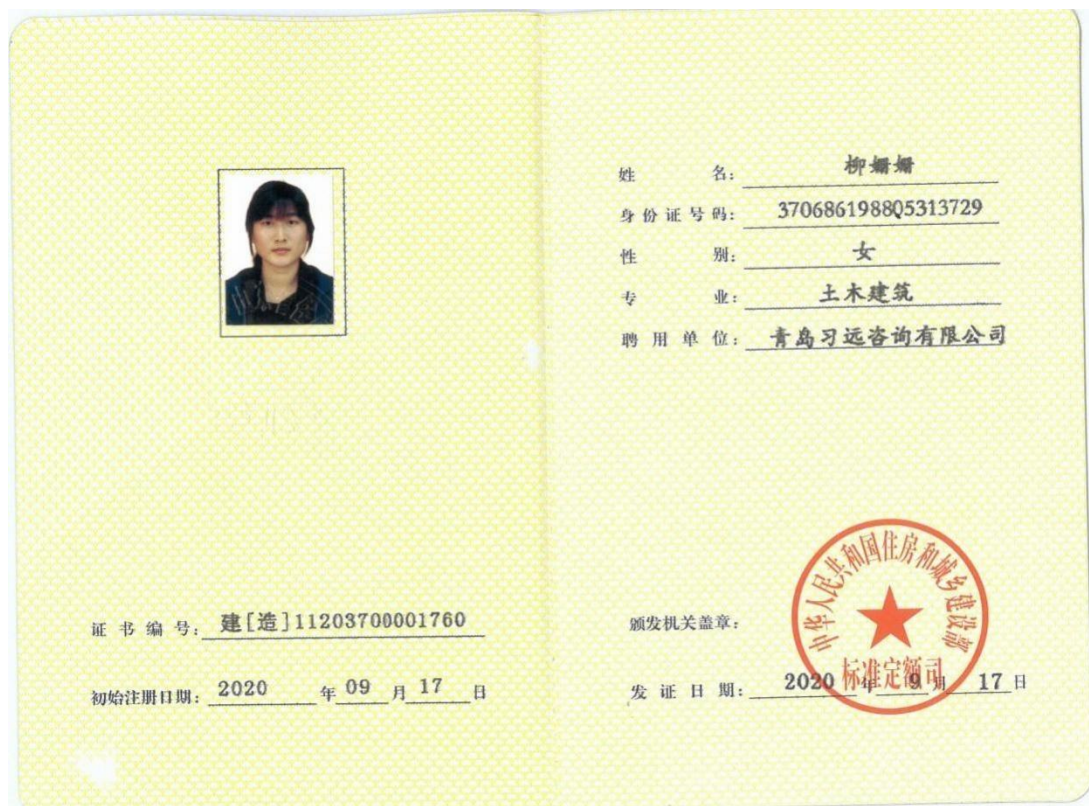 证书编号：建[造]11203700001760
初始注册日期：2020年09月17日
姓名：柳姗姗
身份证号码：370686198805313729
性别：女
专业：土木建筑
聘用单位：青岛习远咨询有限公司
中华人民共和国住房和城乡建设部
标准定额司
颁发机关盖章：
发证日期：2020年9月17日